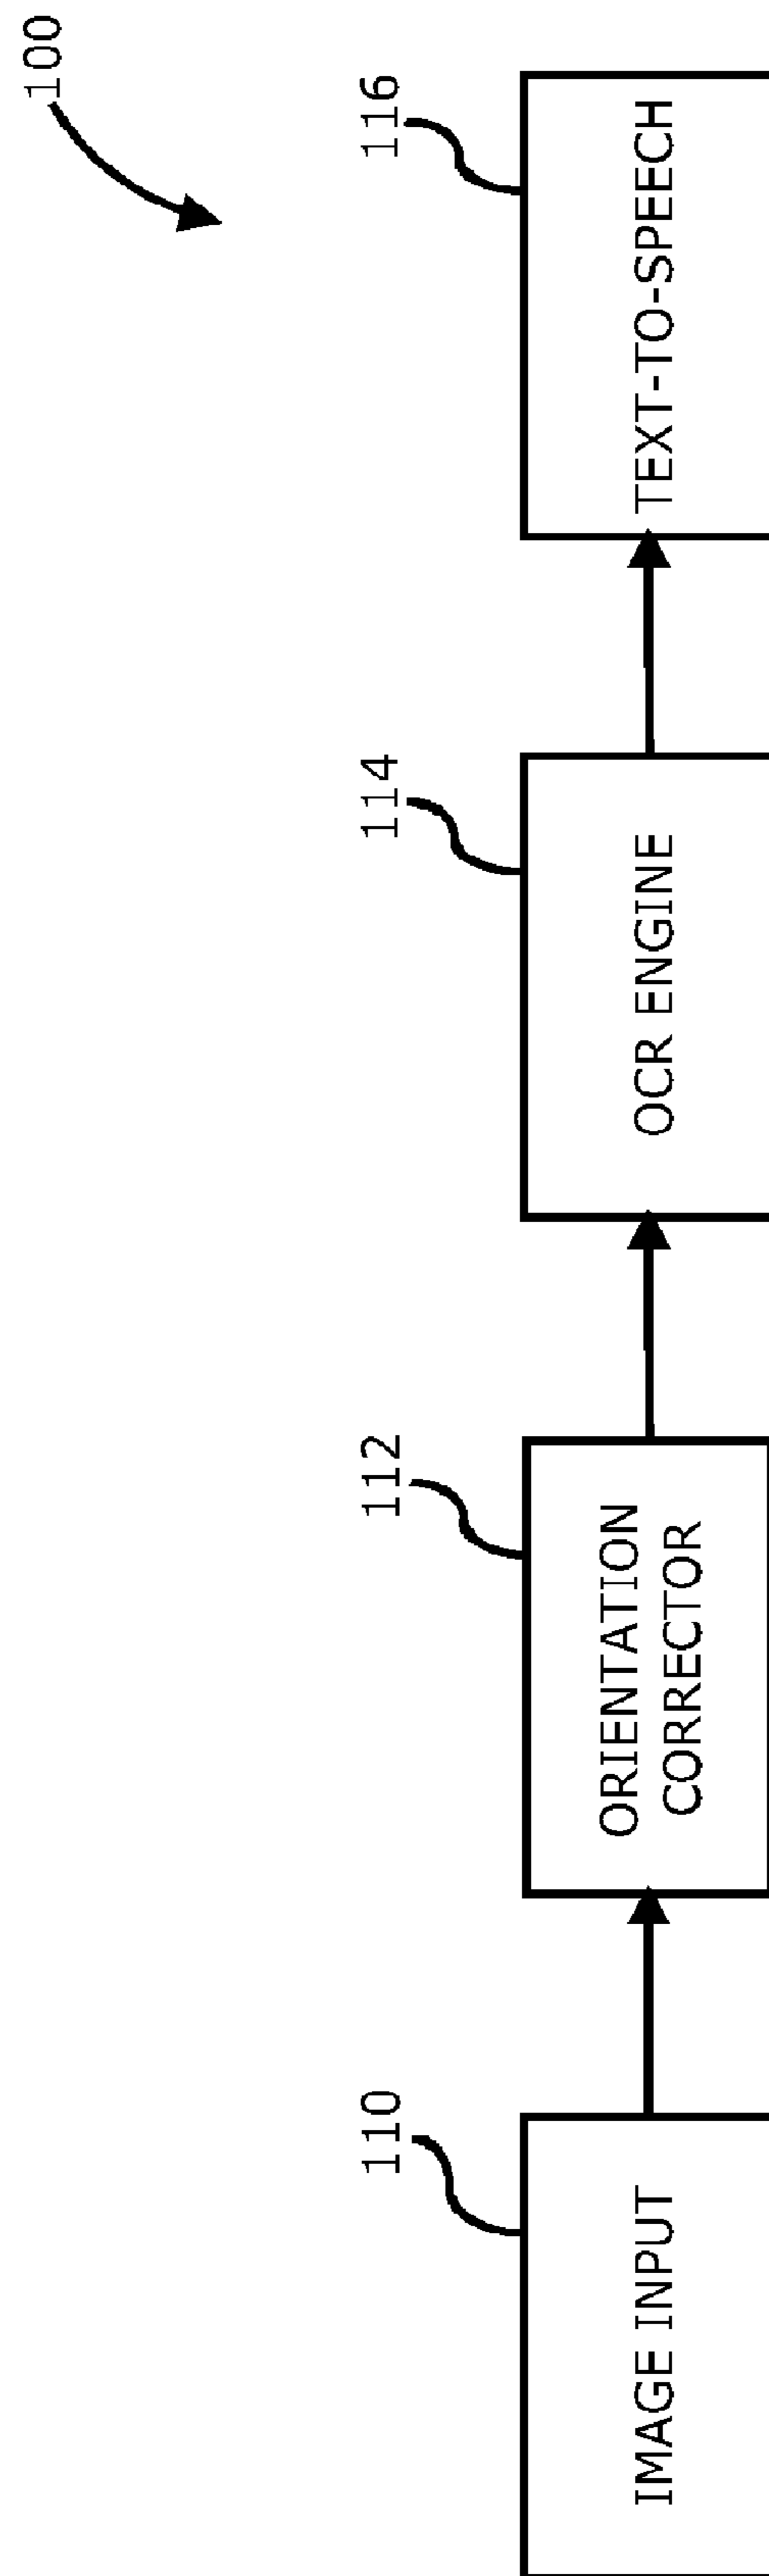 100
110
IMAGE INPUT
112
ORIENTATION
CORRECTOR
114
OCR ENGINE
116
TEXT-TO-SPEECH